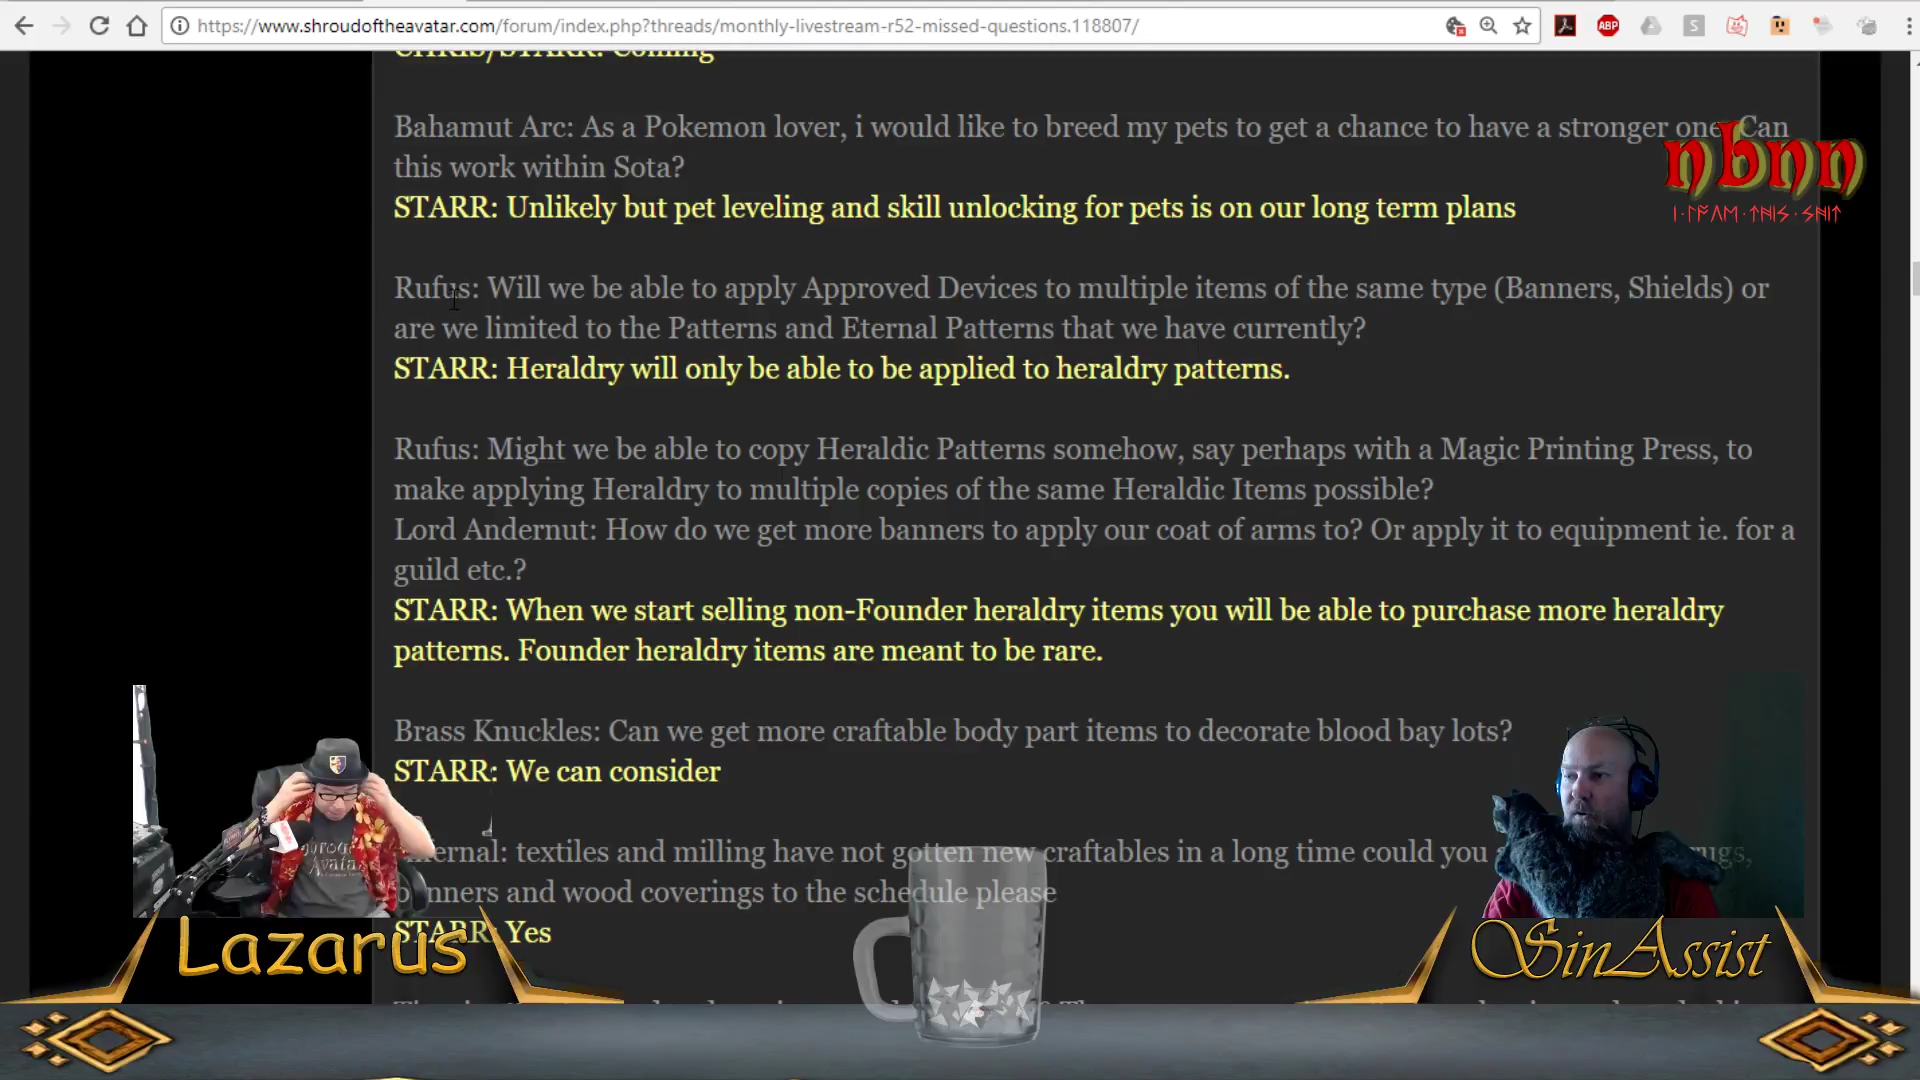 https://www.shroudoftheavatar.com/forum/index.php?threads/monthly-livestream-r52-missed-questions.118807/
CHRIS/STARR: Coming
Bahamut Arc: As a Pokemon lover, i would like to breed my pets to get a chance to have a stronger one. Can
this work within Sota?
STARR: Unlikely but pet leveling and skill unlocking for pets is on our long term plans
nbnn
Rufus: Will we be able to apply Approved Devices to multiple items of the same type (Banners, Shields) or
are we limited to the Patterns and Eternal Patterns that we have currently?
STARR: Heraldry will only be able to be applied to heraldry patterns.
Rufus: Might we be able to copy Heraldic Patterns somehow, say perhaps with a Magic Printing Press, to
make applying Heraldry to multiple copies of the same Heraldic Items possible?
Lord Andernut: How do we get more banners to apply our coat of arms to? Or apply it to equipment ie. for a
guild etc.?
STARR: When we start selling non-Founder heraldry items you will be able to purchase more heraldry
patterns. Founder heraldry items are meant to be rare.
Brass Knuckles: Can we get more craftable body part items to decorate blood bay lots?
STARR: We can consider
textiles and milling have not gotten new craftables in a long time could you rugs,
banners and wood coverings to the schedule please
STARR: Yes
Lazarus
SinAssist
ABP